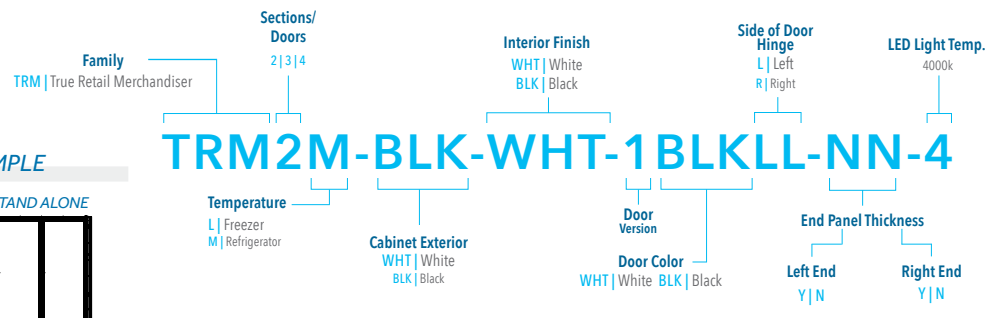 Sections/
Doors
2 | 3 | 4
Family
TRM | True Retail Merchandiser
Interior Finish
WHT | White
BLK | Black
Side of Door
Hinge
L | Left
R | Right
LED Light Temp.
4000k
TRM2M-BLK-WHT-1BLKLL-NN-4
MPLE
TAND ALONE
Temperature
L | Freezer
M | Refrigerator
Cabinet Exterior
WHT | White
BLK | Black
Door
Version
Door Color
WHT | White BLK | Black
End Panel Thickness
Left End
Y | N
Right End
Y | N